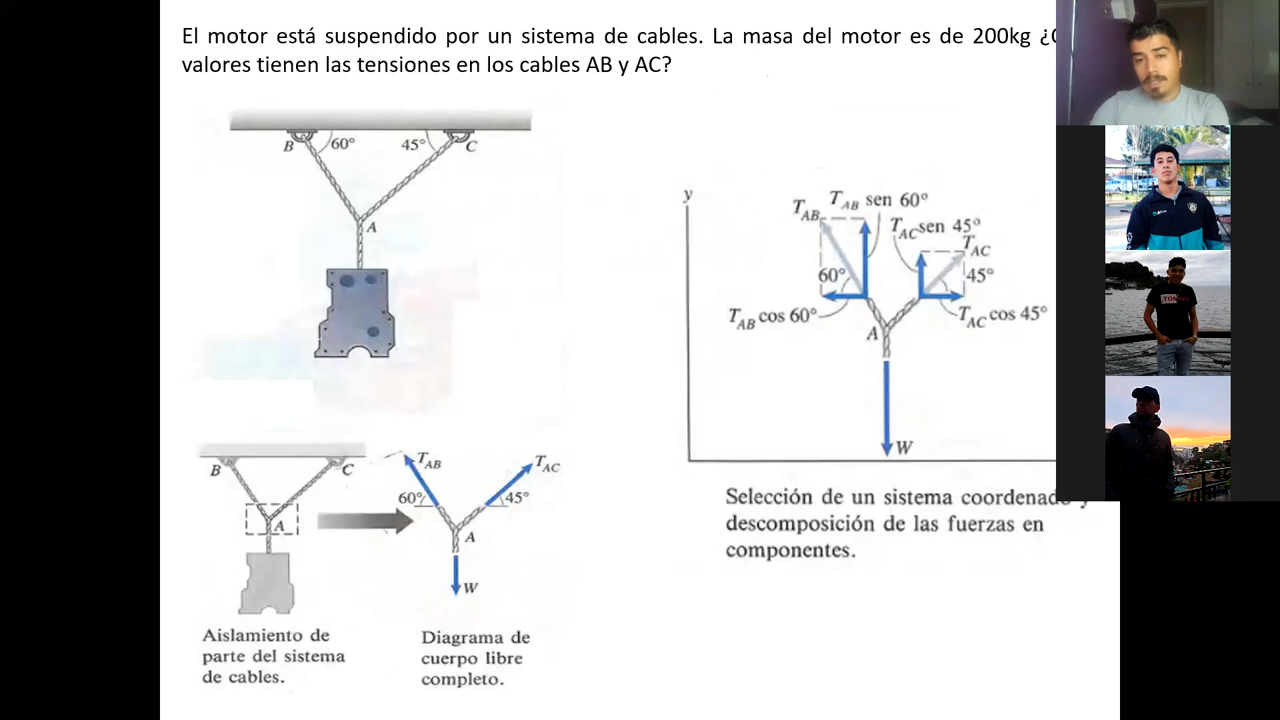 El motor está suspendido por un sistema de cables. La masa del motor es de 200kg
valores tienen las tensiones en los cables AB y AC?
B 60° 45° C
A
y
T_AB T_AB sen 60°
T_AC sen 45°
T_AC
60° 45°
T_AB cos 60° T_AC cos 45°
A
W
B C
A
T_AB T_AC
60° 45°
A
W
Selección de un sistema coordenado y
descomposición de las fuerzas en
componentes.
Aislamiento de
parte del sistema
de cables.
Diagrama de
cuerpo libre
completo.
TOMMY